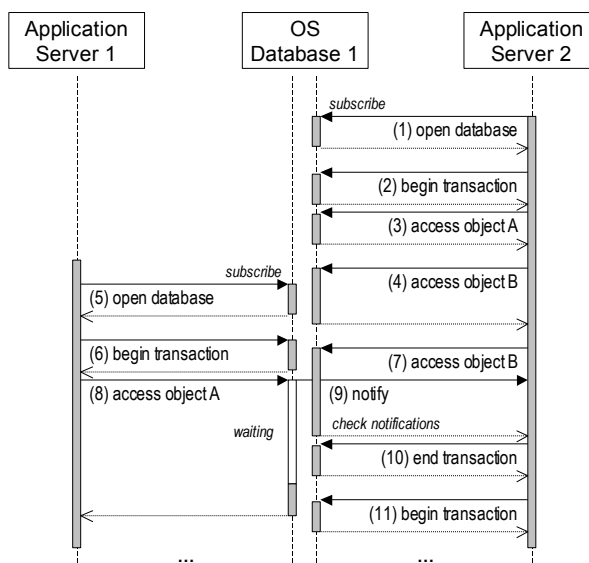 Application
Server 1
OS
Database 1
Application
Server 2
subscribe
(1) open database
(2) begin transaction
(3) access object A
subscribe
(4) access object B
(5) open database
(6) begin transaction
(7) access object B
(8) access object A
(9) notify
waiting
check notifications
(10) end transaction
(11) begin transaction
...
...